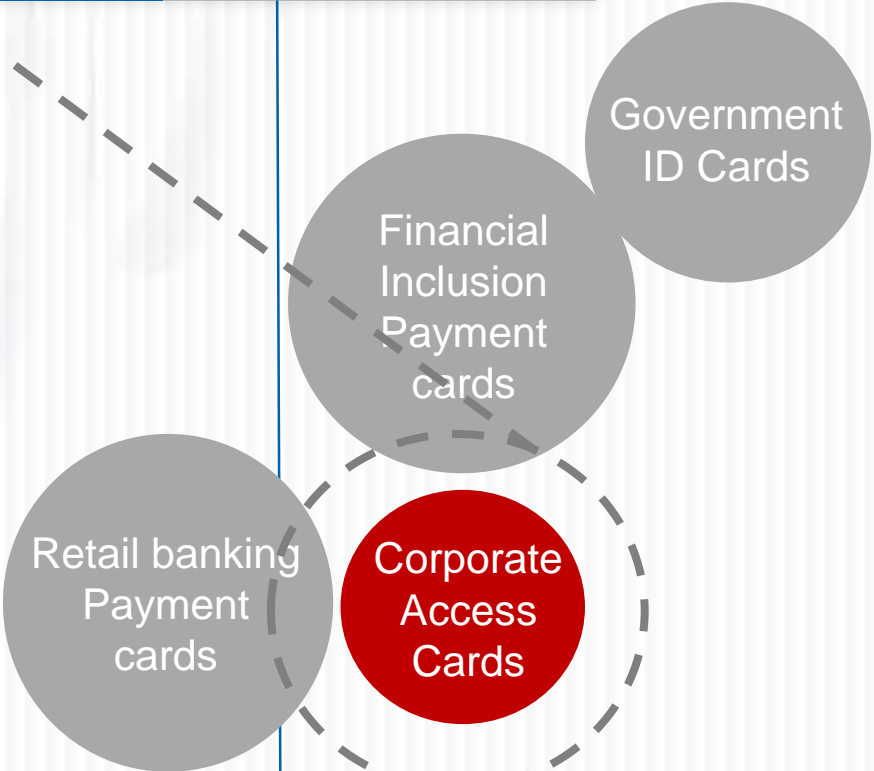 Government
ID Cards
Financial
Inclusion
Payment
cards
Retail banking
Payment
cards
Corporate
Access
Cards